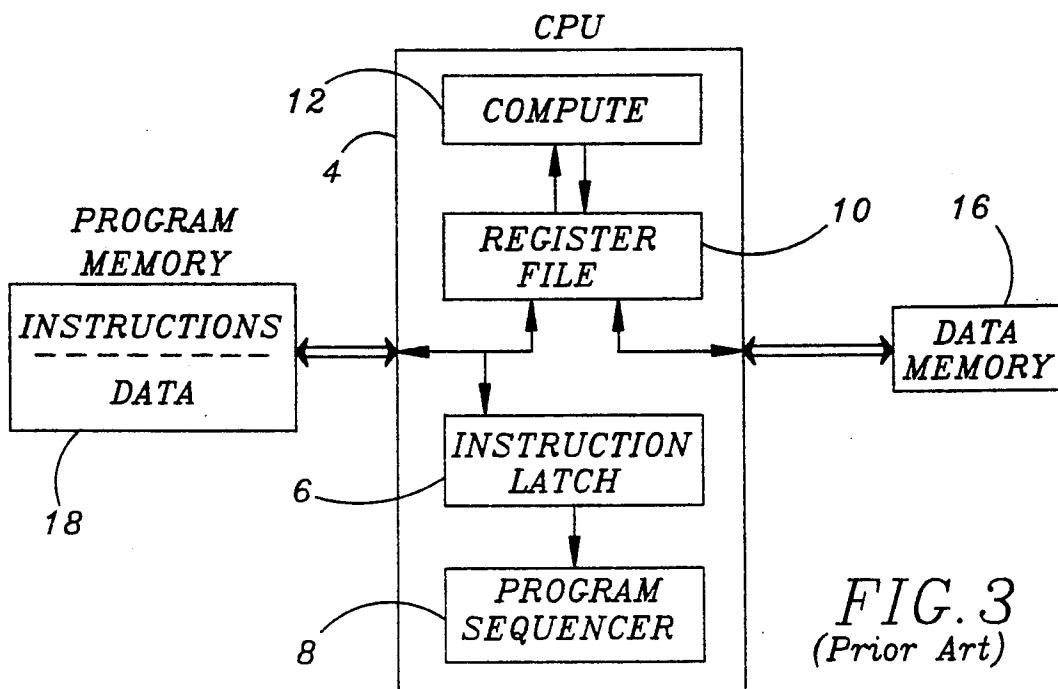 CPU
12
COMPUTE
4
PROGRAM
MEMORY
REGISTER
FILE
10
16
INSTRUCTIONS
DATA
DATA
MEMORY
18
INSTRUCTION
LATCH
6
PROGRAM
SEQUENCER
8
FIG. 3
(Prior Art)